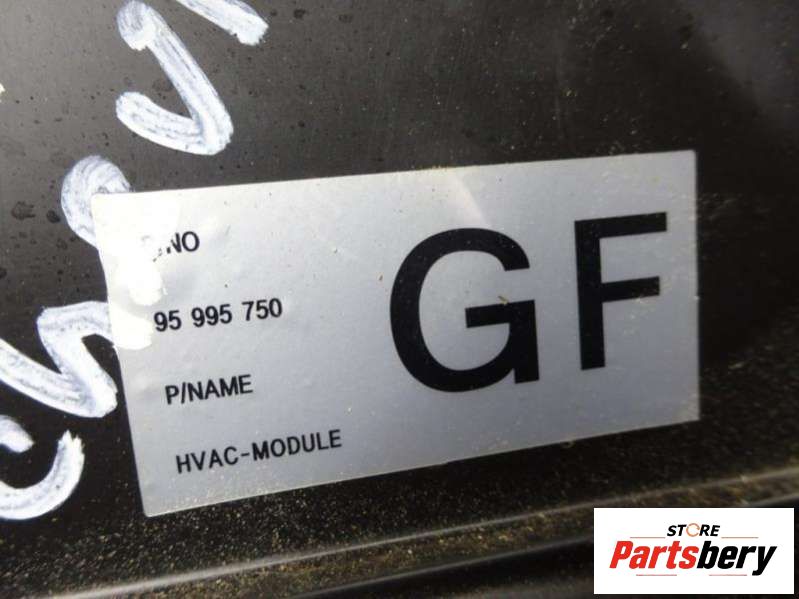 NO
95 995 750
P/NAME
HVAC-MODULE
GF
STORE
Partsbery